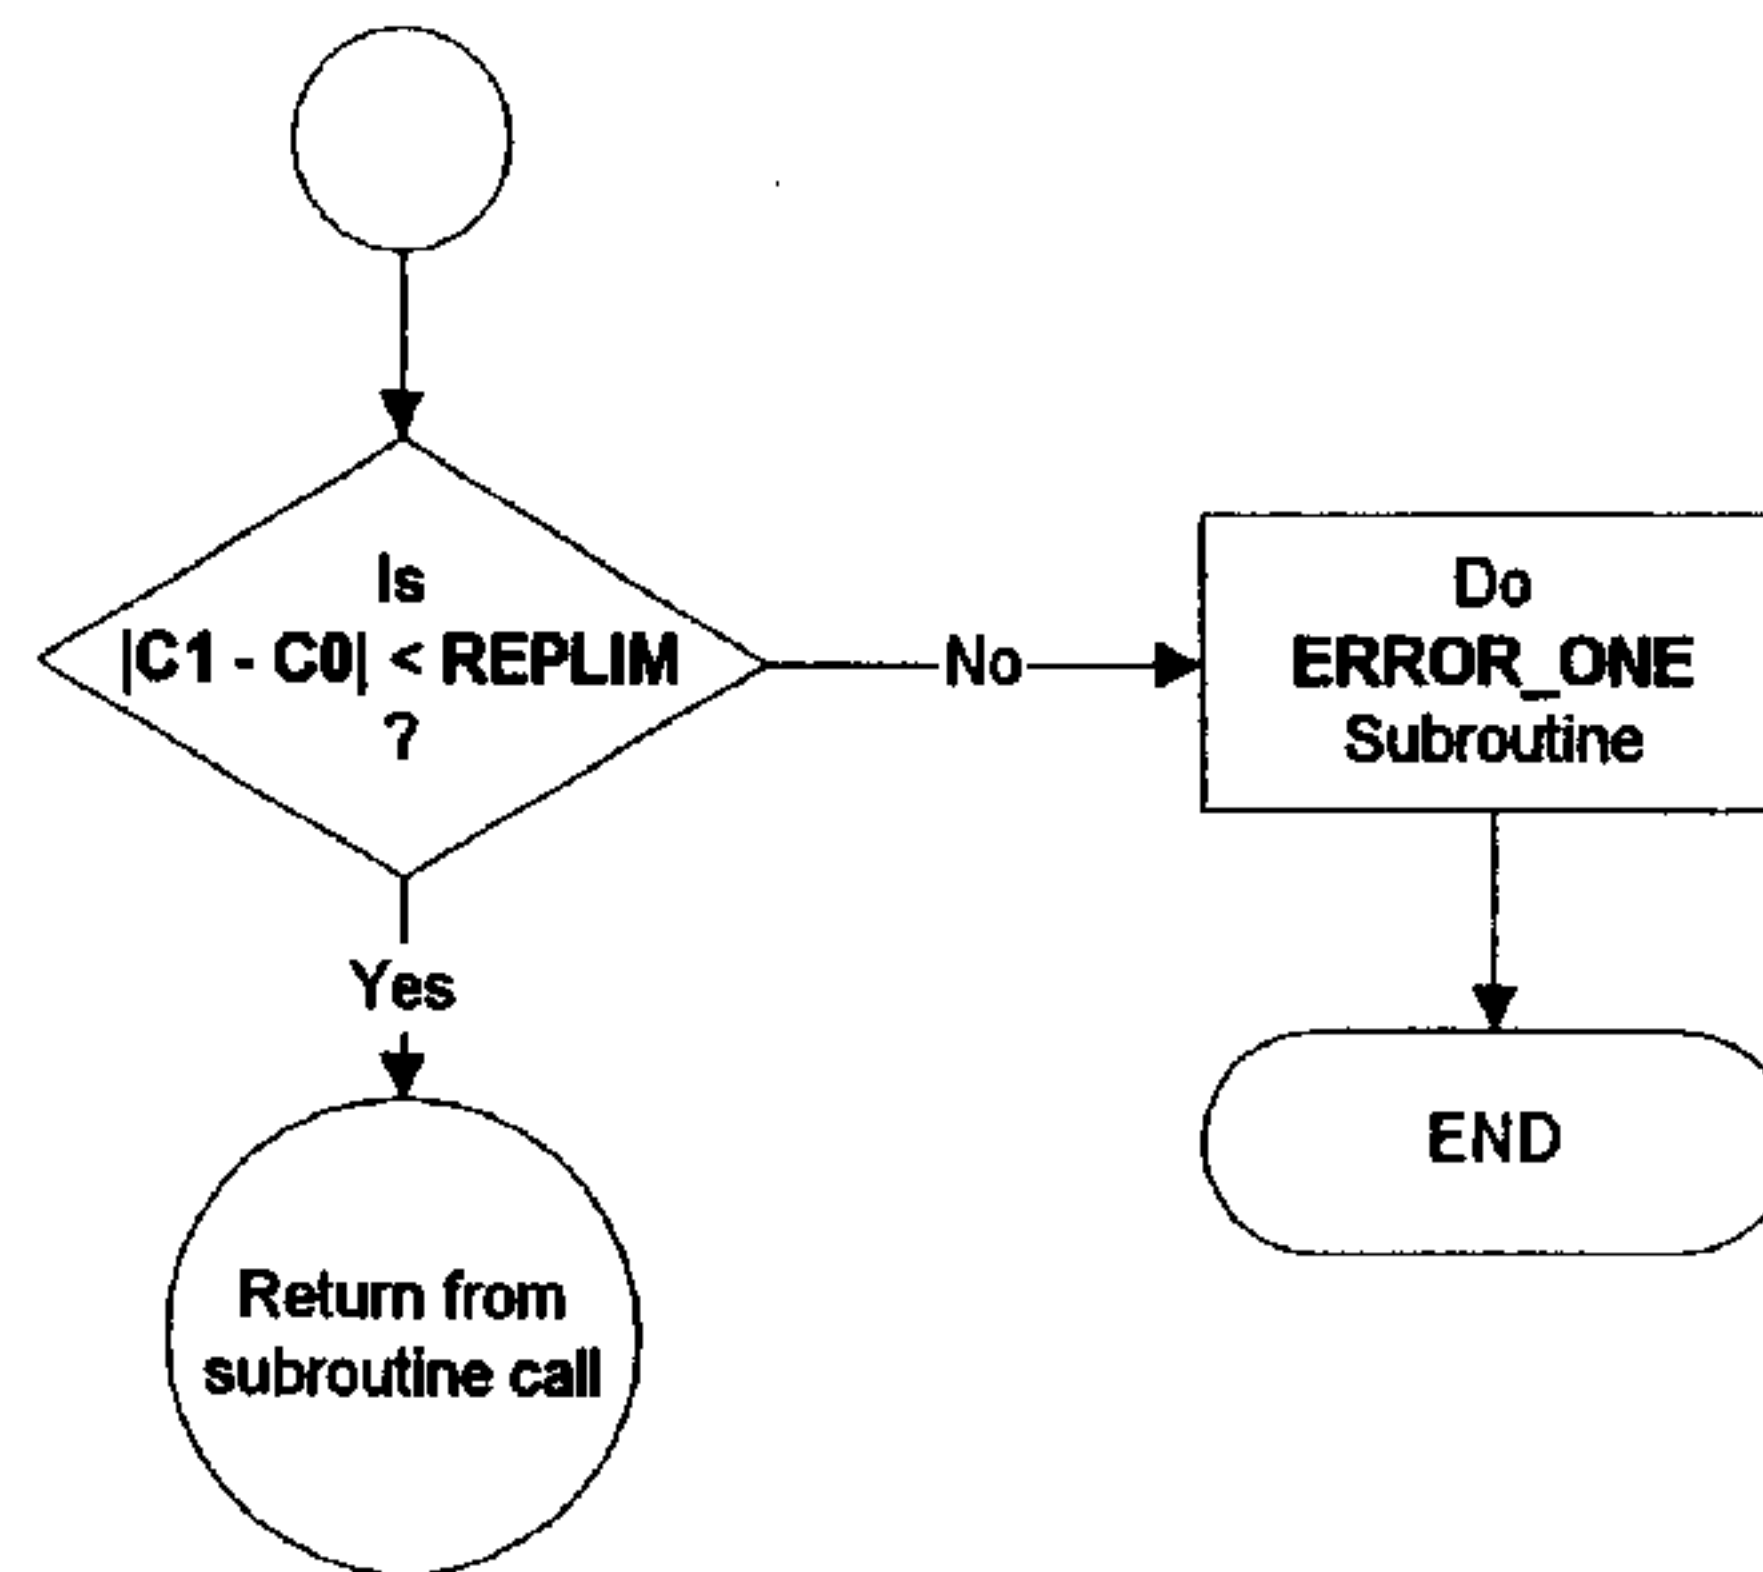 Is
|C1 - C0| < REPLIM
?
No
Do
ERROR_ONE
Subroutine
Yes
END
Return from
subroutine call